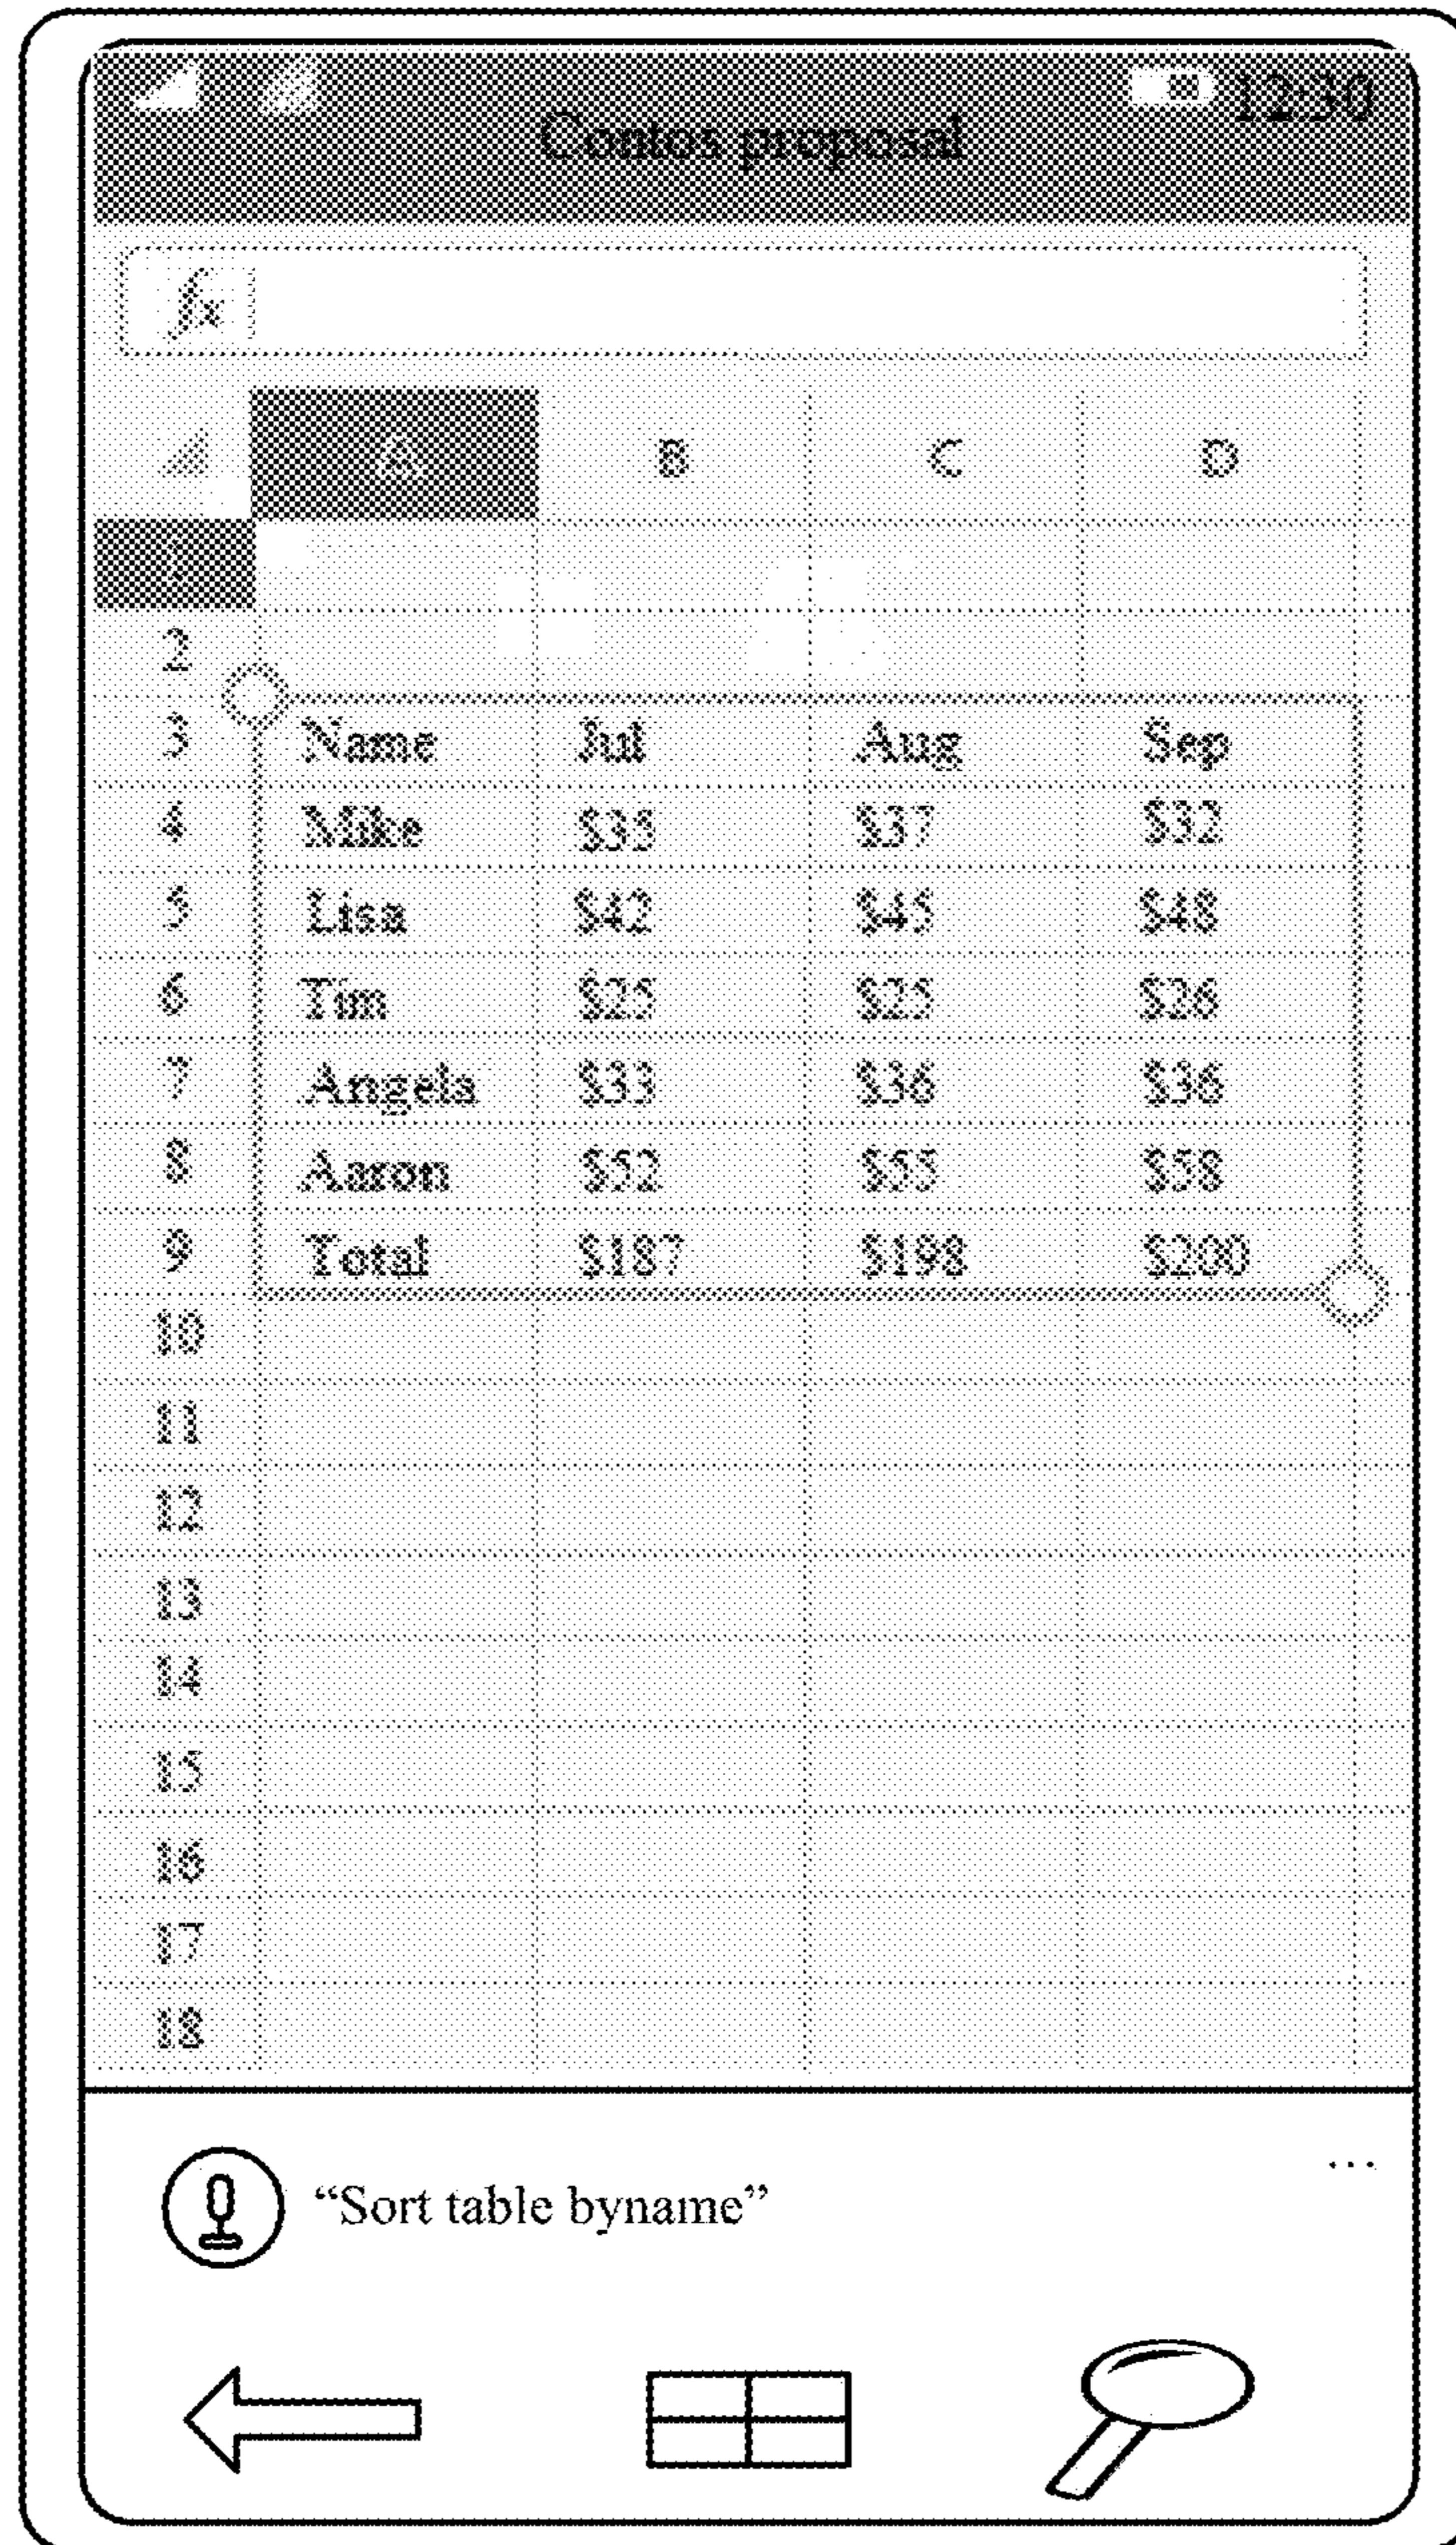 12:30
Contos proposal
fx
A B C D
1
2
3 Name Jul Aug Sep
4 Mike $35 $37 $32
5 Lisa $42 $45 $48
6 Tim $25 $25 $26
7 Angela $33 $36 $36
8 Aaron $52 $55 $58
9 Total $187 $198 $200
10
11
12
13
14
15
16
17
18
...
“Sort table byname”